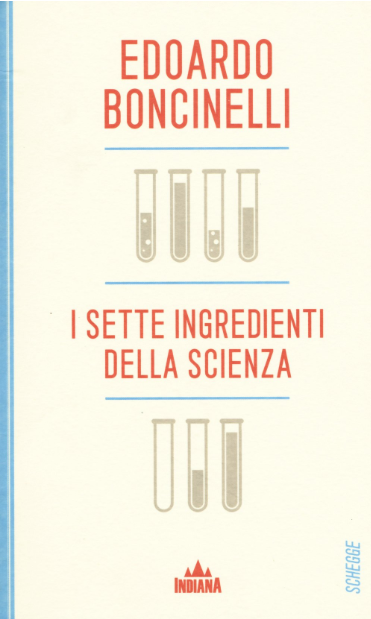 EDOARDO
BONCINELLI
I SETTE INGREDIENTI
DELLA SCIENZA
INDIANA
SCHEGGE